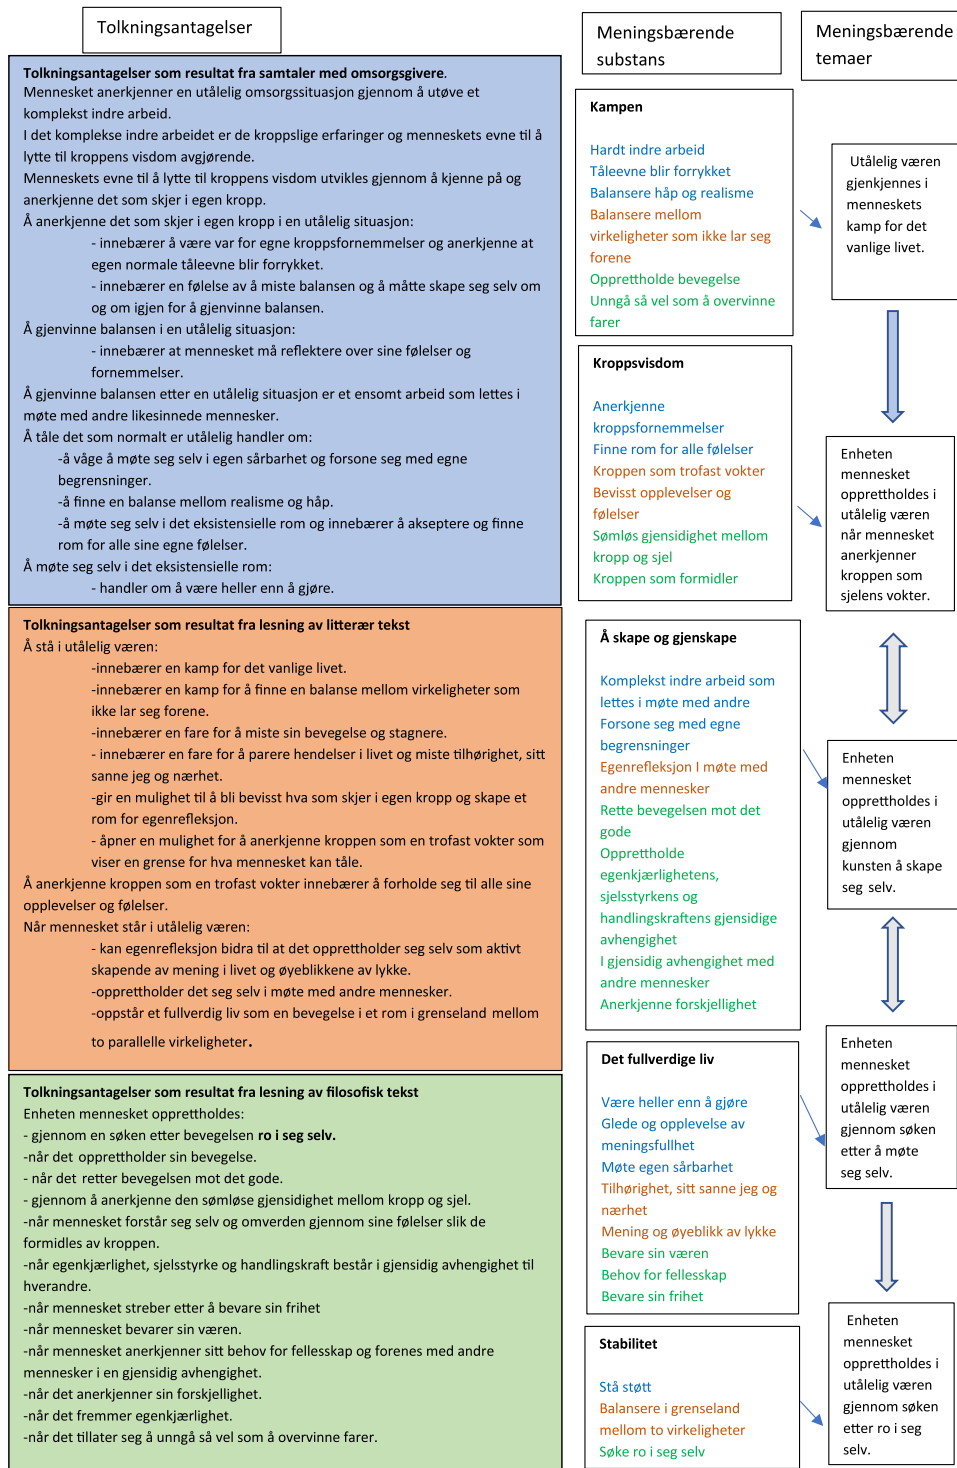 Tolkningsantagelser
Meningsbærende
substans
Meningsbærende
temaer
Tolkningsantagelser som resultat fra samtaler med omsorgsgivere.
Mennesket anerkjenner en utålelig omsorgssituasjon gjennom å utøve et
komplekst indre arbeid.
I det komplekse indre arbeidet er de kroppslige erfaringer og menneskets evne til å
lytte til kroppens visdom avgjørende.
Menneskets evne til å lytte til kroppens visdom utvikles gjennom å kjenne på og
anerkjenne det som skjer i egen kropp.
Å anerkjenne det som skjer i egen kropp i en utålelig situasjon:
- innebærer å være var for egne kroppsfornemmelser og anerkjenne at
egen normale tåleevne blir forrykket.
- innebærer en følelse av å miste balansen og å måtte skape seg selv om
og om igjen for å gjenvinne balansen.
Å gjenvinne balansen i en utålelig situasjon:
- innebærer at mennesket må reflektere over sine følelser og
fornemmelser.
Å gjenvinne balansen etter en utålelig situasjon er et ensomt arbeid som lettes i
møte med andre likesinnede mennesker.
Å tåle det som normalt er utålelig handler om:
-å våge å møte seg selv i egen sårbarhet og forsone seg med egne
begrensninger.
-å finne en balanse mellom realisme og håp.
-å møte seg selv i det eksistensielle rom og innebærer å akseptere og finne
rom for alle sine egne følelser.
Å møte seg selv i det eksistensielle rom:
- handler om å være heller enn å gjøre.
Tolkningsantagelser som resultat fra lesning av litterær tekst
Å stå i utålelig væren:
-innebærer en kamp for det vanlige livet.
-innebærer en kamp for å finne en balanse mellom virkeligheter som
ikke lar seg forene.
-innebærer en fare for å miste sin bevegelse og stagnere.
- innebærer en fare for å parere hendelser i livet og miste tilhørighet, sitt
sanne jeg og nærhet.
-gir en mulighet til å bli bevisst hva som skjer i egen kropp og skape et
rom for egenrefleksjon.
- åpner en mulighet for å anerkjenne kroppen som en trofast vokter som
viser en grense for hva mennesket kan tåle.
Å anerkjenne kroppen som en trofast vokter innebærer å forholde seg til alle sine
opplevelser og følelser.
Når mennesket står i utålelig væren:
- kan egenrefleksjon bidra til at det opprettholder seg selv som aktivt
skapende av mening i livet og øyeblikkene av lykke.
-opprettholder det seg selv i møte med andre mennesker.
-oppstår et fullverdig liv som en bevegelse i et rom i grenseland mellom
to parallelle virkeligheter.
Tolkningsantagelser som resultat fra lesning av filosofisk tekst
Enheten mennesket opprettholdes:
- gjennom en søken etter bevegelsen ro i seg selv.
-når det opprettholder sin bevegelse.
- når det retter bevegelsen mot det gode.
- gjennom å anerkjenne den sømløse gjensidighet mellom kropp og sjel.
-når mennesket forstår seg selv og omverden gjennom sine følelser slik de
formidles av kroppen.
-når egenkjærlighet, sjelsstyrke og handlingskraft består i gjensidig avhengighet til
hverandre.
-når mennesket streber etter å bevare sin frihet
-når mennesket bevarer sin væren.
-når mennesket anerkjenner sitt behov for fellesskap og forenes med andre
mennesker i en gjensidig avhengighet.
-når det anerkjenner sin forskjellighet.
-når det fremmer egenkjærlighet.
-når det tillater seg å unngå så vel som å overvinne farer.
Kampen
Hardt indre arbeid
Tåleevne blir forrykket
Balansere håp og realisme
Balansere mellom
virkeligheter som ikke lar seg
forene
Opprettholde bevegelse
Unngå så vel som å overvinne
farer
Kroppsvisdom
Anerkjenne
kroppsfornemmelser
Finne rom for alle følelser
Kroppen som trofast vokter
Bevisst opplevelser og
følelser
Sømløs gjensidighet mellom
kropp og sjel
Kroppen som formidler
Å skape og gjenskape
Komplekst indre arbeid som
lettes i møte med andre
Forsone seg med egne
begrensninger
Egenrefleksjon I møte med
andre mennesker
Rette bevegelsen mot det
gode
Opprettholde
egenkjærlighetens,
sjelsstyrkens og
handlingskraftens gjensidige
avhengighet
I gjensidig avhengighet med
andre mennesker
Anerkjenne forskjellighet
Det fullverdige liv
Være heller enn å gjøre
Glede og opplevelse av
meningsfullhet
Møte egen sårbarhet
Tilhørighet, sitt sanne jeg og
nærhet
Mening og øyeblikk av lykke
Bevare sin væren
Behov for fellesskap
Bevare sin frihet
Stabilitet
Stå støtt
Balansere i grenseland
mellom to virkeligheter
Søke ro i seg selv
Utålelig væren
gjenkjennes i
menneskets
kamp for det
vanlige livet.
Enheten
mennesket
opprettholdes i
utålelig væren
når mennesket
anerkjenner
kroppen som
sjelens vokter.
Enheten
mennesket
opprettholdes i
utålelig væren
gjennom
kunsten å skape
seg selv.
Enheten
mennesket
opprettholdes i
utålelig væren
gjennom søken
etter å møte
seg selv.
Enheten
mennesket
opprettholdes i
utålelig væren
gjennom søken
etter ro i seg
selv.